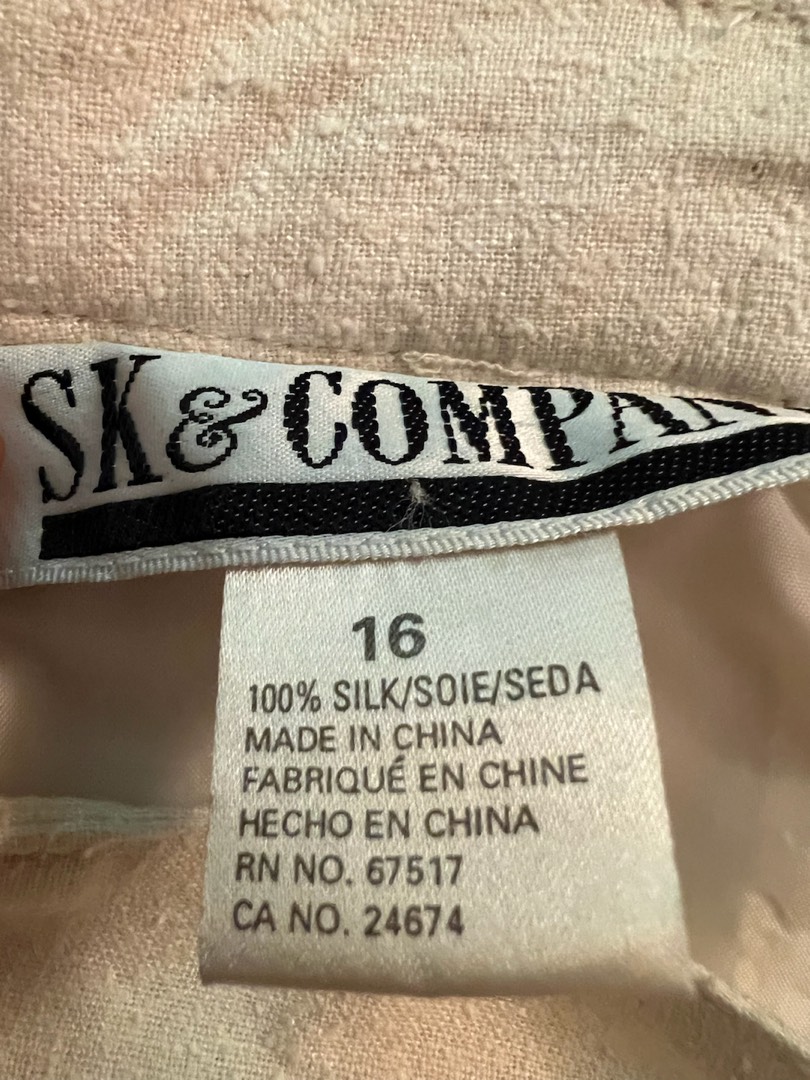 SK & COMPAN
16
100% SILK/SOIE/SEDA
MADE IN CHINA
FABRIQUÉ EN CHINE
HECHO EN CHINA
RN NO. 67517
CA NO. 24674